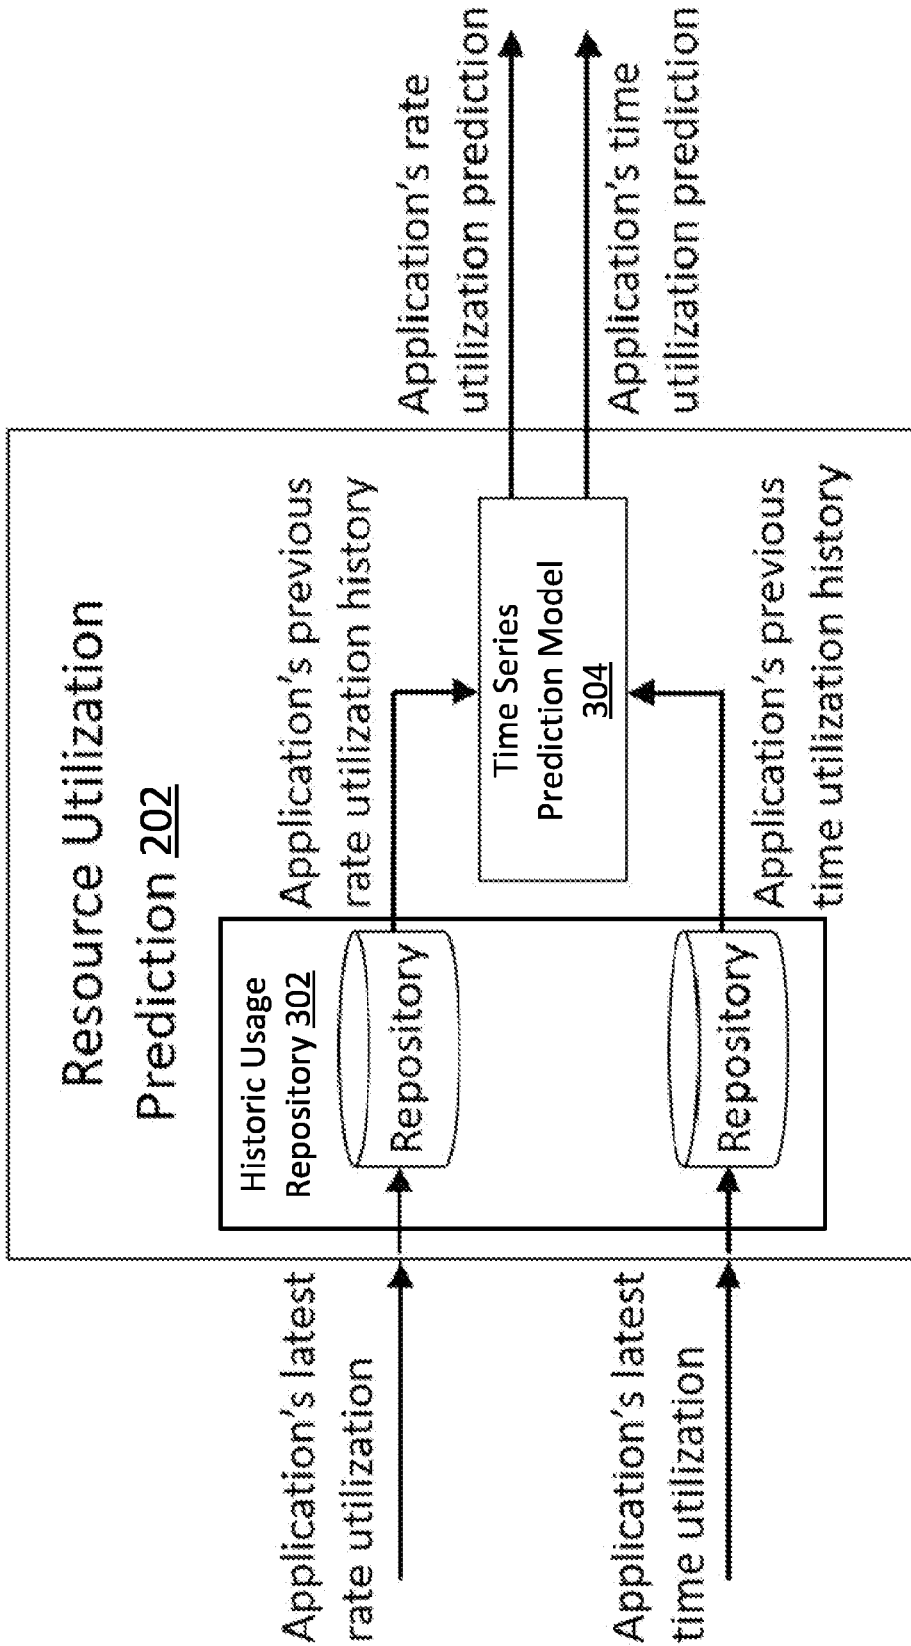 Resource Utilization
Prediction 202
Application's latest
rate utilization
Historic Usage
Repository 302
Repository
Application's previous
rate utilization history
Application's rate
utilization prediction
Time Series
Prediction Model
304
Application's time
utilization prediction
Application's latest
time utilization
Repository
Application's previous
time utilization history